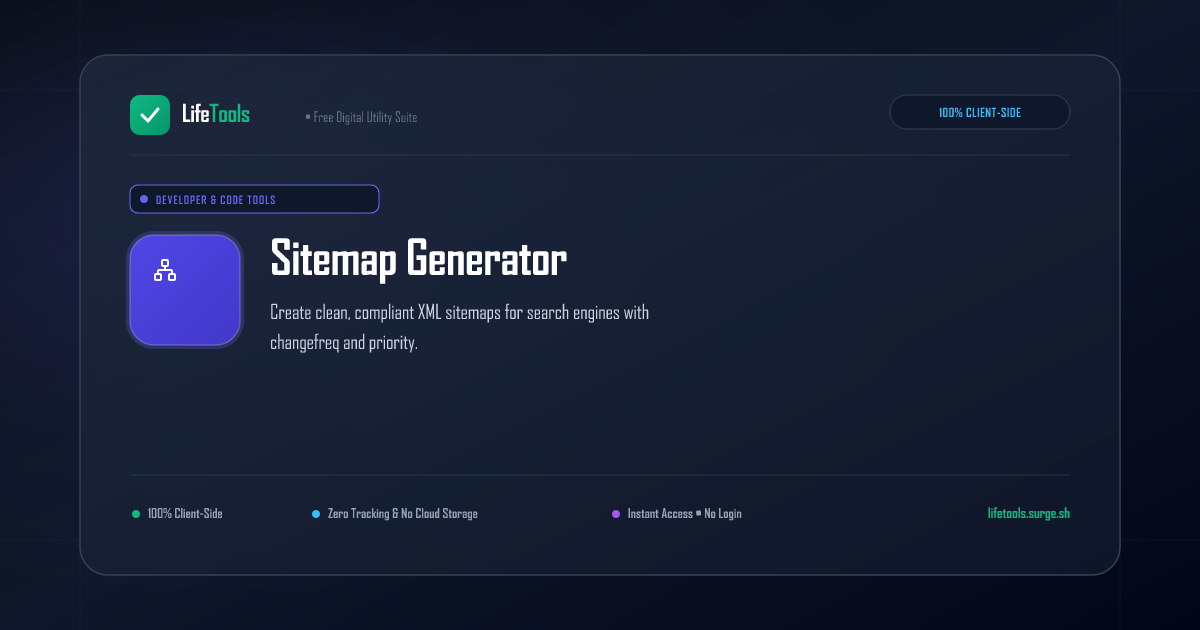 LifeTools
▪ Free Digital Utility Suite
100% CLIENT-SIDE
DEVELOPER & CODE TOOLS
Sitemap Generator
Create clean, compliant XML sitemaps for search engines with
changefreq and priority.
100% Client-Side
Zero Tracking & No Cloud Storage
Instant Access ▪ No Login
lifetools.surge.sh